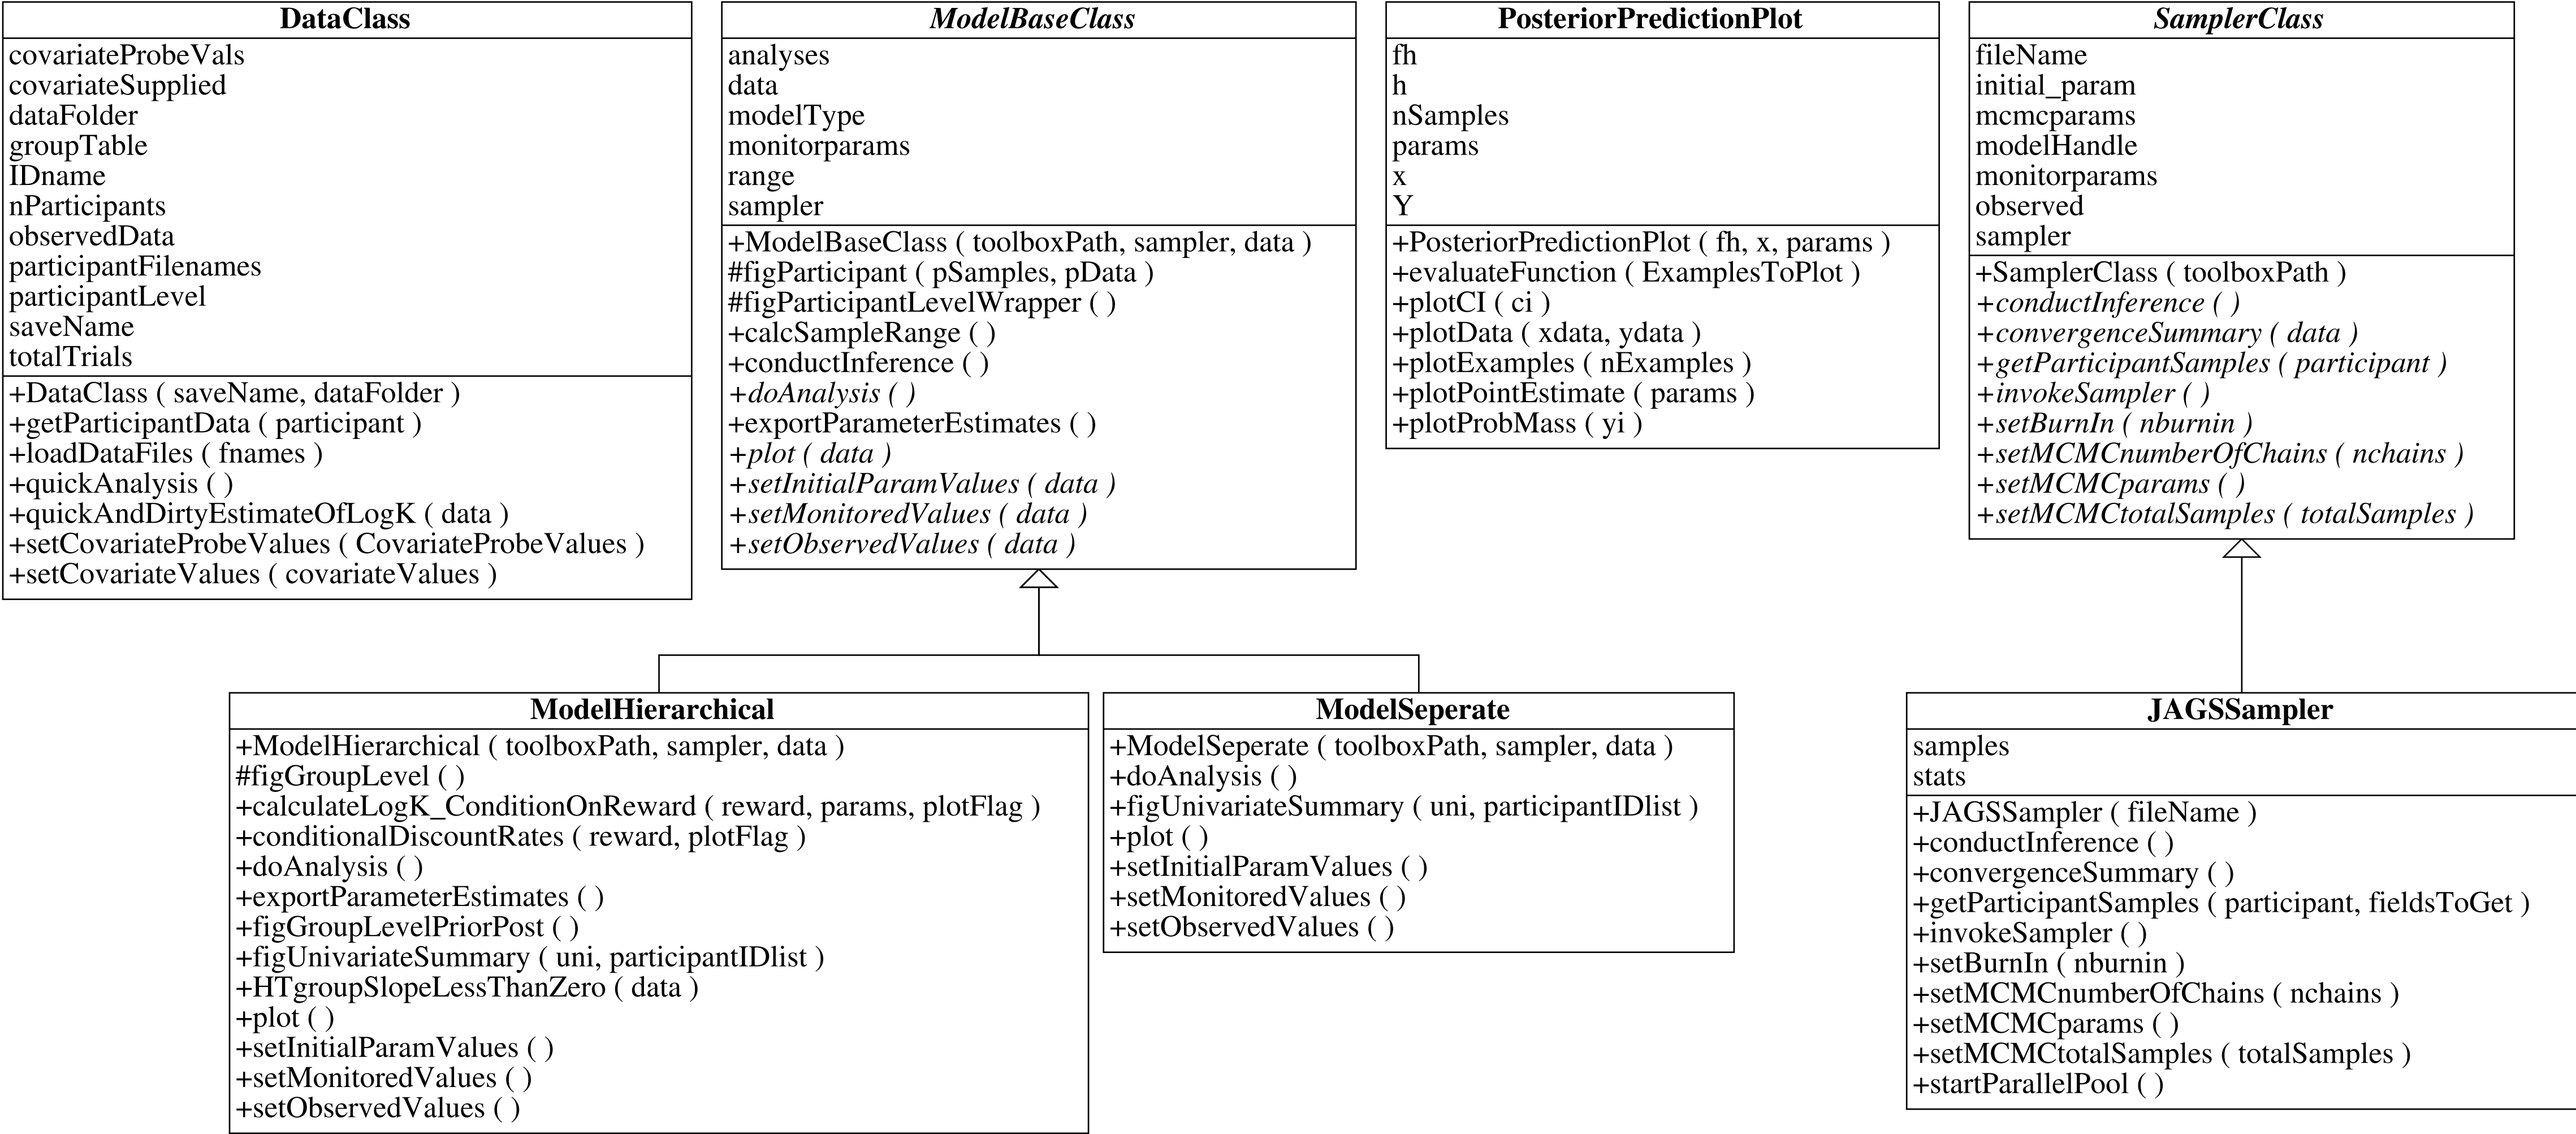 DataClass
covariateProbeVals
covariateSupplied
dataFolder
groupTable
IDname
nParticipants
observedData
participantFilenames
participantLevel
saveName
totalTrials
+DataClass ( saveName, dataFolder )
+getParticipantData ( participant )
+loadDataFiles ( fnames )
+quickAnalysis ( )
+quickAndDirtyEstimateOfLogK ( data )
+setCovariateProbeValues ( CovariateProbeValues )
+setCovariateValues ( covariateValues )
ModelBaseClass
analyses
data
modelType
monitorparams
range
sampler
+ModelBaseClass ( toolboxPath, sampler, data )
#figParticipant ( pSamples, pData )
#figParticipantLevelWrapper ( )
+calcSampleRange ( )
+conductInference ( )
+doAnalysis ( )
+exportParameterEstimates ( )
+plot ( data )
+setInitialParamValues ( data )
+setMonitoredValues ( data )
+setObservedValues ( data )
PosteriorPredictionPlot
fh
h
nSamples
params
x
Y
+PosteriorPredictionPlot ( fh, x, params )
+evaluateFunction ( ExamplesToPlot )
+plotCI ( ci )
+plotData ( xdata, ydata )
+plotExamples ( nExamples )
+plotPointEstimate ( params )
+plotProbMass ( yi )
SamplerClass
fileName
initial_param
mcmcparams
modelHandle
monitorparams
observed
sampler
+SamplerClass ( toolboxPath )
+conductInference ( )
+convergenceSummary ( data )
+getParticipantSamples ( participant )
+invokeSampler ( )
+setBurnIn ( nburnin )
+setMCMCnumberOfChains ( nchains )
+setMCMCparams ( )
+setMCMCtotalSamples ( totalSamples )
ModelHierarchical
+ModelHierarchical ( toolboxPath, sampler, data )
#figGroupLevel ( )
+calculateLogK_ConditionOnReward ( reward, params, plotFlag )
+conditionalDiscountRates ( reward, plotFlag )
+doAnalysis ( )
+exportParameterEstimates ( )
+figGroupLevelPriorPost ( )
+figUnivariateSummary ( uni, participantIDlist )
+HTgroupSlopeLessThanZero ( data )
+plot ( )
+setInitialParamValues ( )
+setMonitoredValues ( )
+setObservedValues ( )
ModelSeperate
+ModelSeperate ( toolboxPath, sampler, data )
+doAnalysis ( )
+figUnivariateSummary ( uni, participantIDlist )
+plot ( )
+setInitialParamValues ( )
+setMonitoredValues ( )
+setObservedValues ( )
JAGSSampler
samples
stats
+JAGSSampler ( fileName )
+conductInference ( )
+convergenceSummary ( )
+getParticipantSamples ( participant, fieldsToGet )
+invokeSampler ( )
+setBurnIn ( nburnin )
+setMCMCnumberOfChains ( nchains )
+setMCMCparams ( )
+setMCMCtotalSamples ( totalSamples )
+startParallelPool ( )